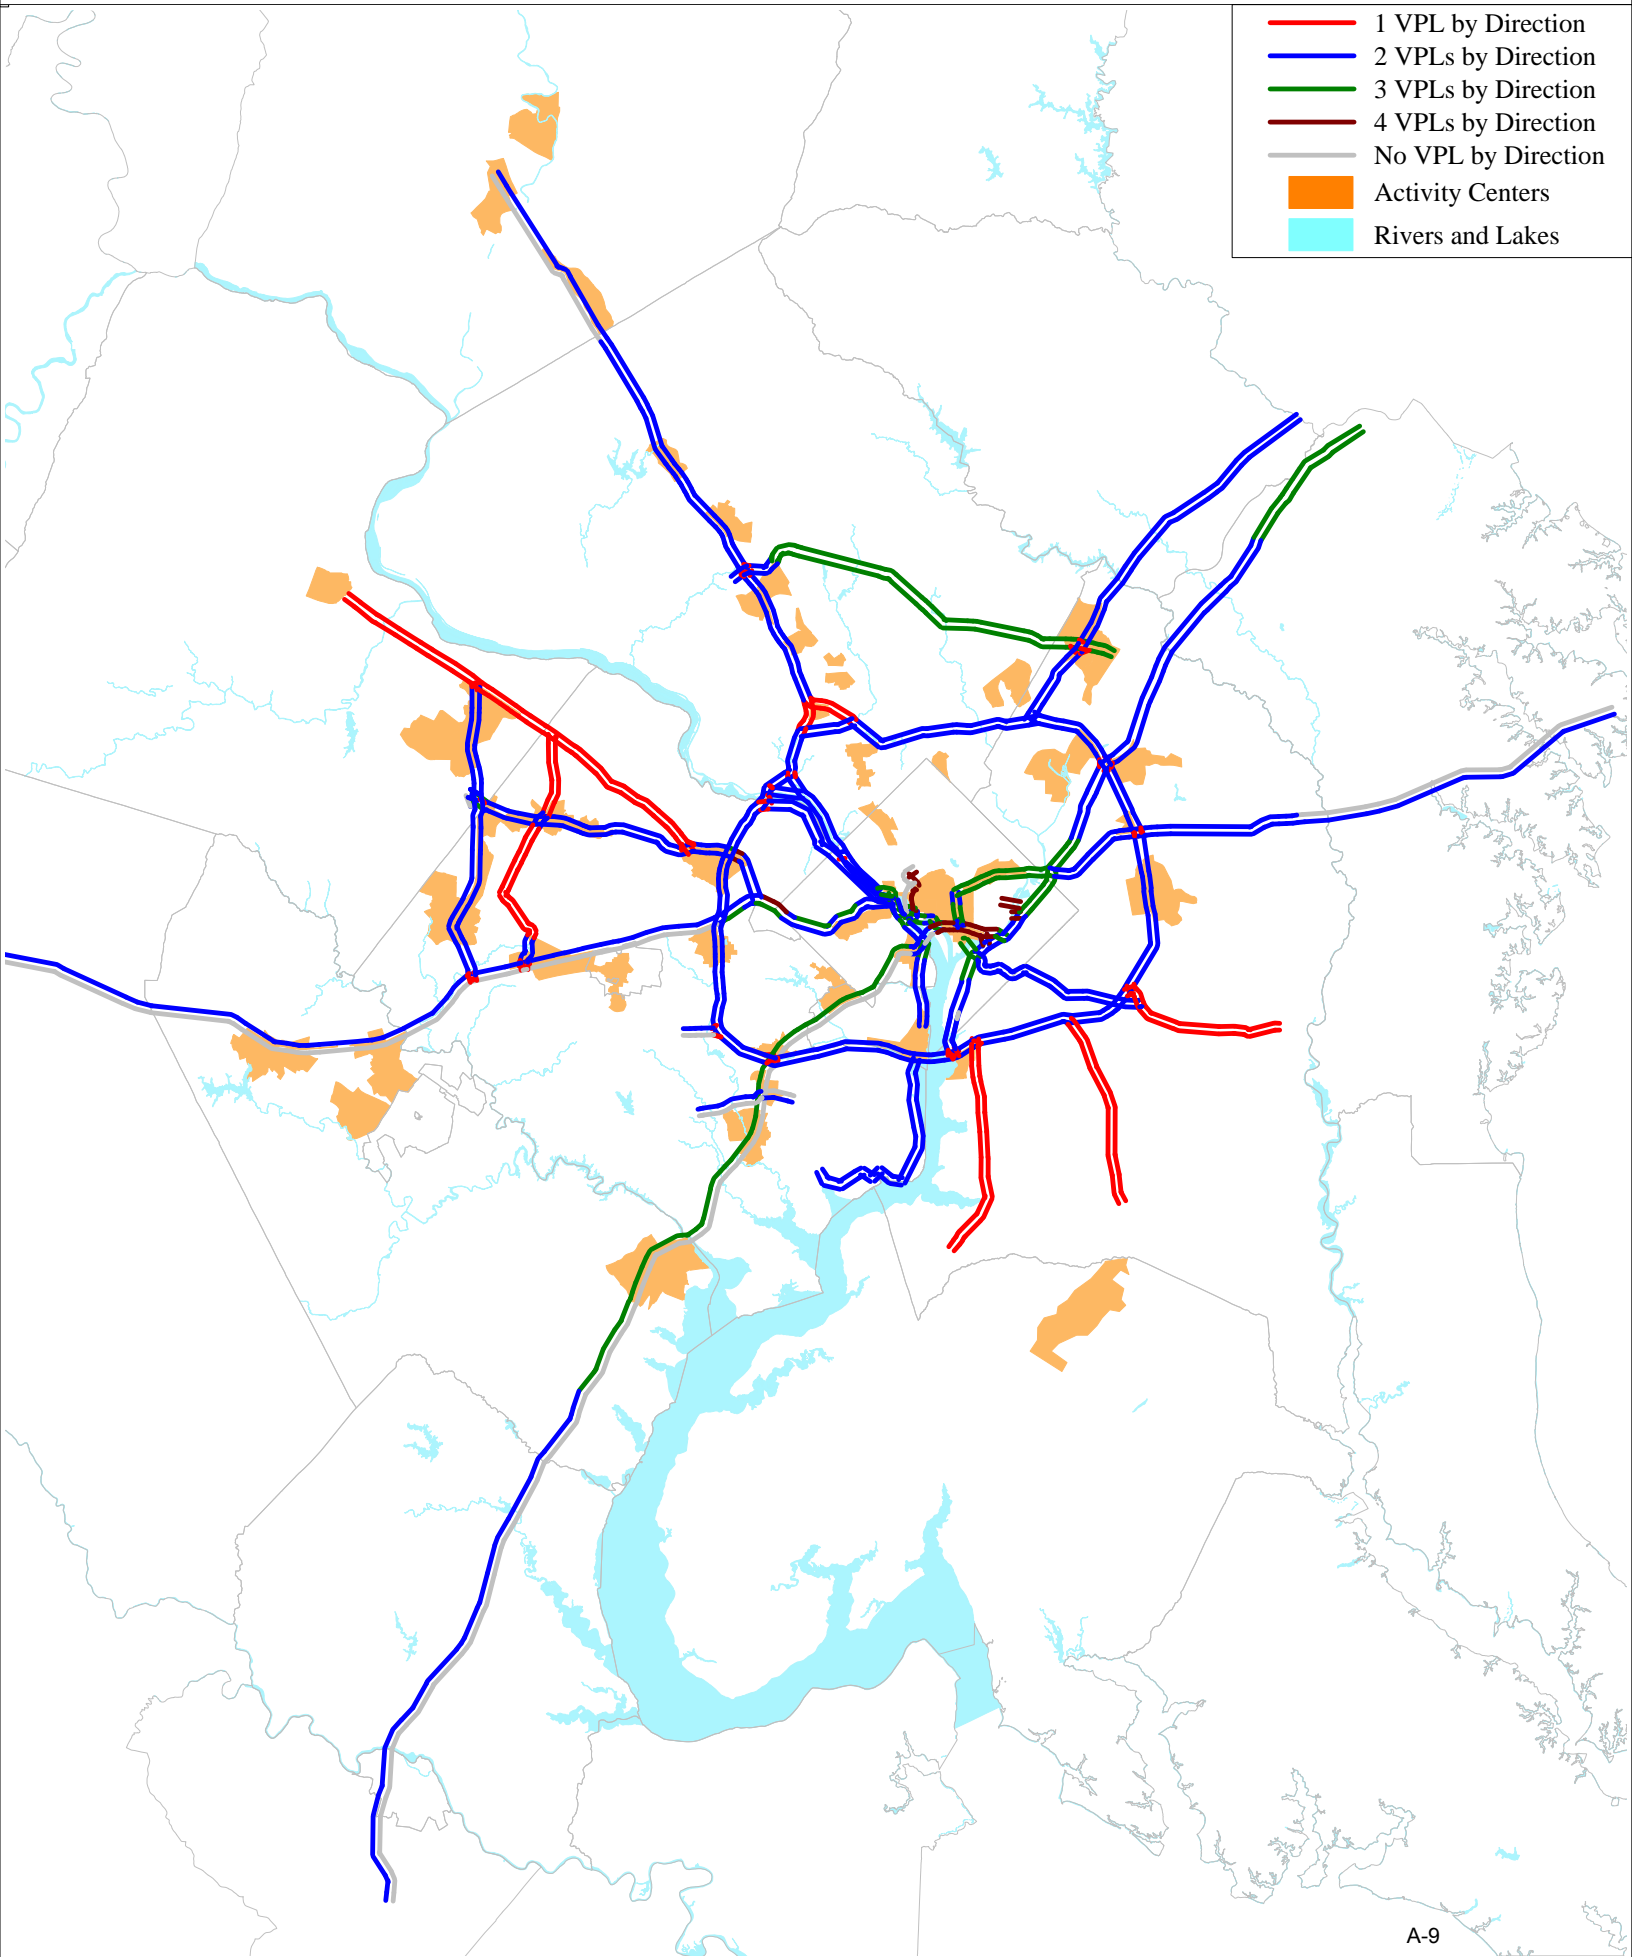 1 VPL by Direction
2 VPLs by Direction
3 VPLs by Direction
4 VPLs by Direction
No VPL by Direction
Activity Centers
Rivers and Lakes
A-9